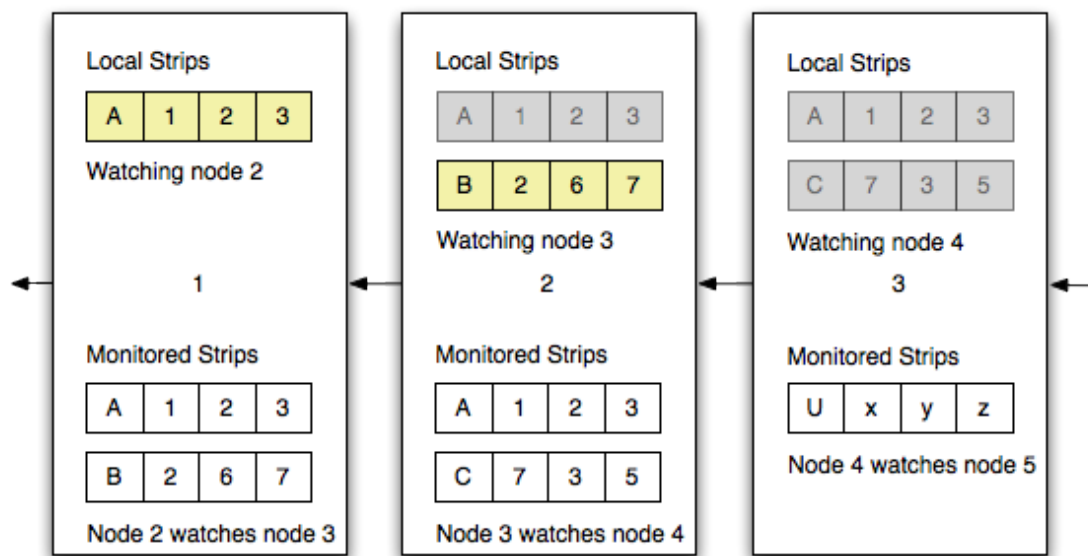 Local Strips
A 1 2 3
Watching node 2
1
Monitored Strips
A 1 2 3
B 2 6 7
Node 2 watches node 3
Local Strips
A 1 2 3
B 2 6 7
Watching node 3
2
Monitored Strips
A 1 2 3
C 7 3 5
Node 3 watches node 4
Local Strips
A 1 2 3
C 7 3 5
Watching node 4
3
Monitored Strips
U x y z
Node 4 watches node 5